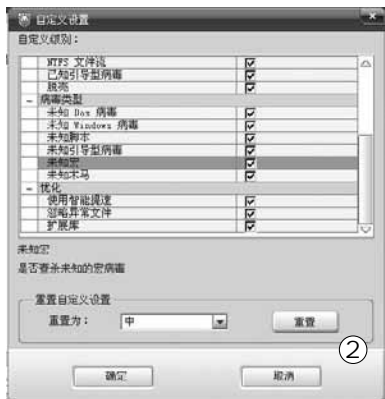 自定义设置
自定义级别：
NTFS 文件流
已知引导型病毒
脱壳
病毒类型
未知 Dos 病毒
未知 Windows 病毒
未知脚本
未知引导型病毒
未知宏
未知木马
优化
使用智能提速
忽略异常文件
扩展库
未知宏
是否查杀未知的宏病毒
重置自定义设置
重置为： 中 重置
②
确定 取消